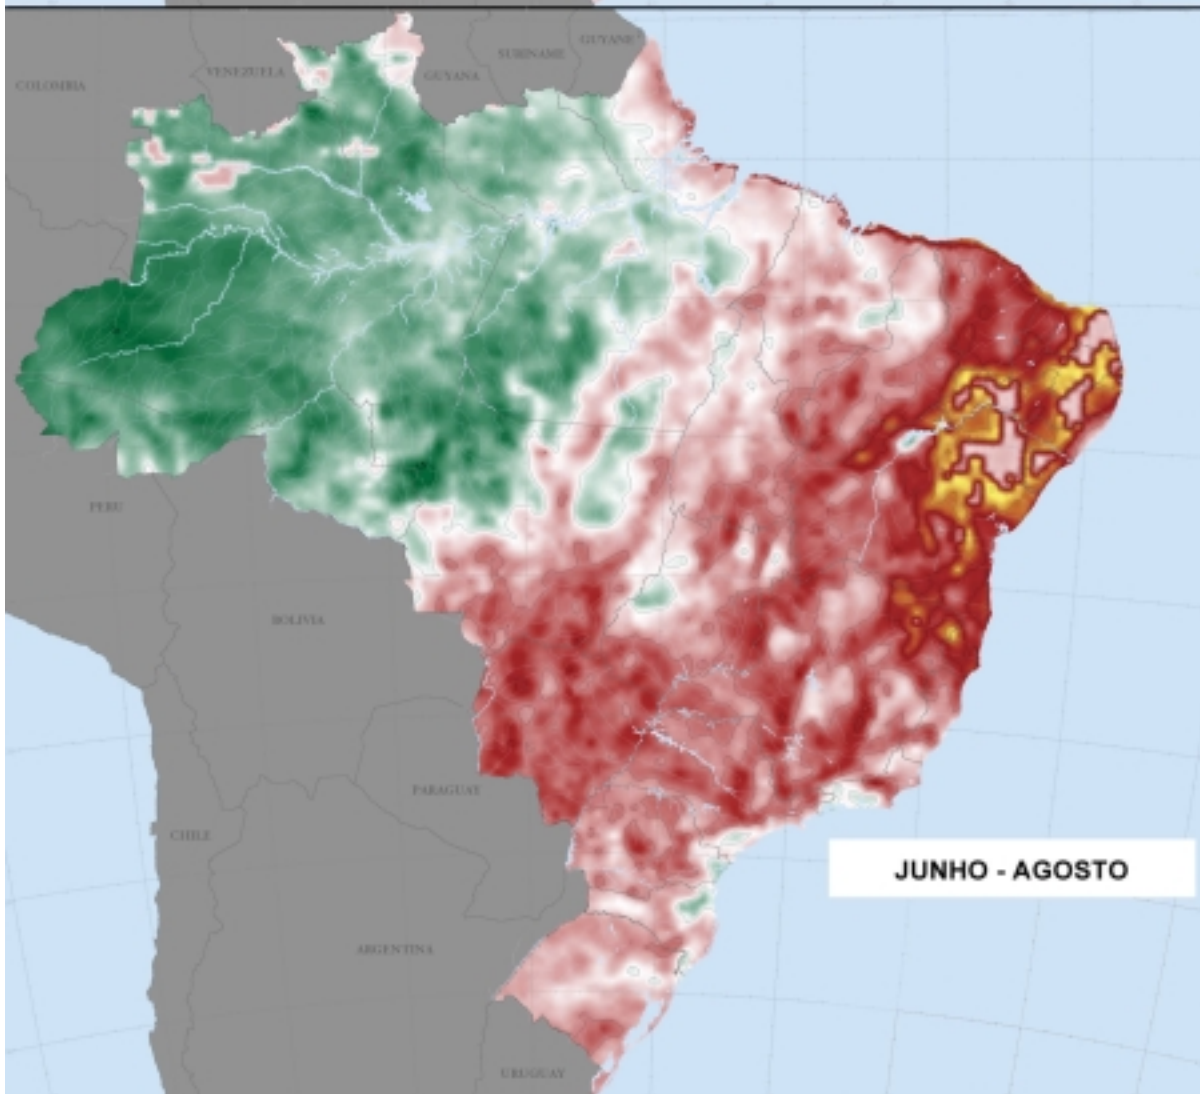 GUYANE
SURINAME
VENEZUELA
GUYANA
COLOMBIA
PERU
BOLIVIA
PARAGUAY
CHILE
JUNHO - AGOSTO
ARGENTINA
URUGUAY